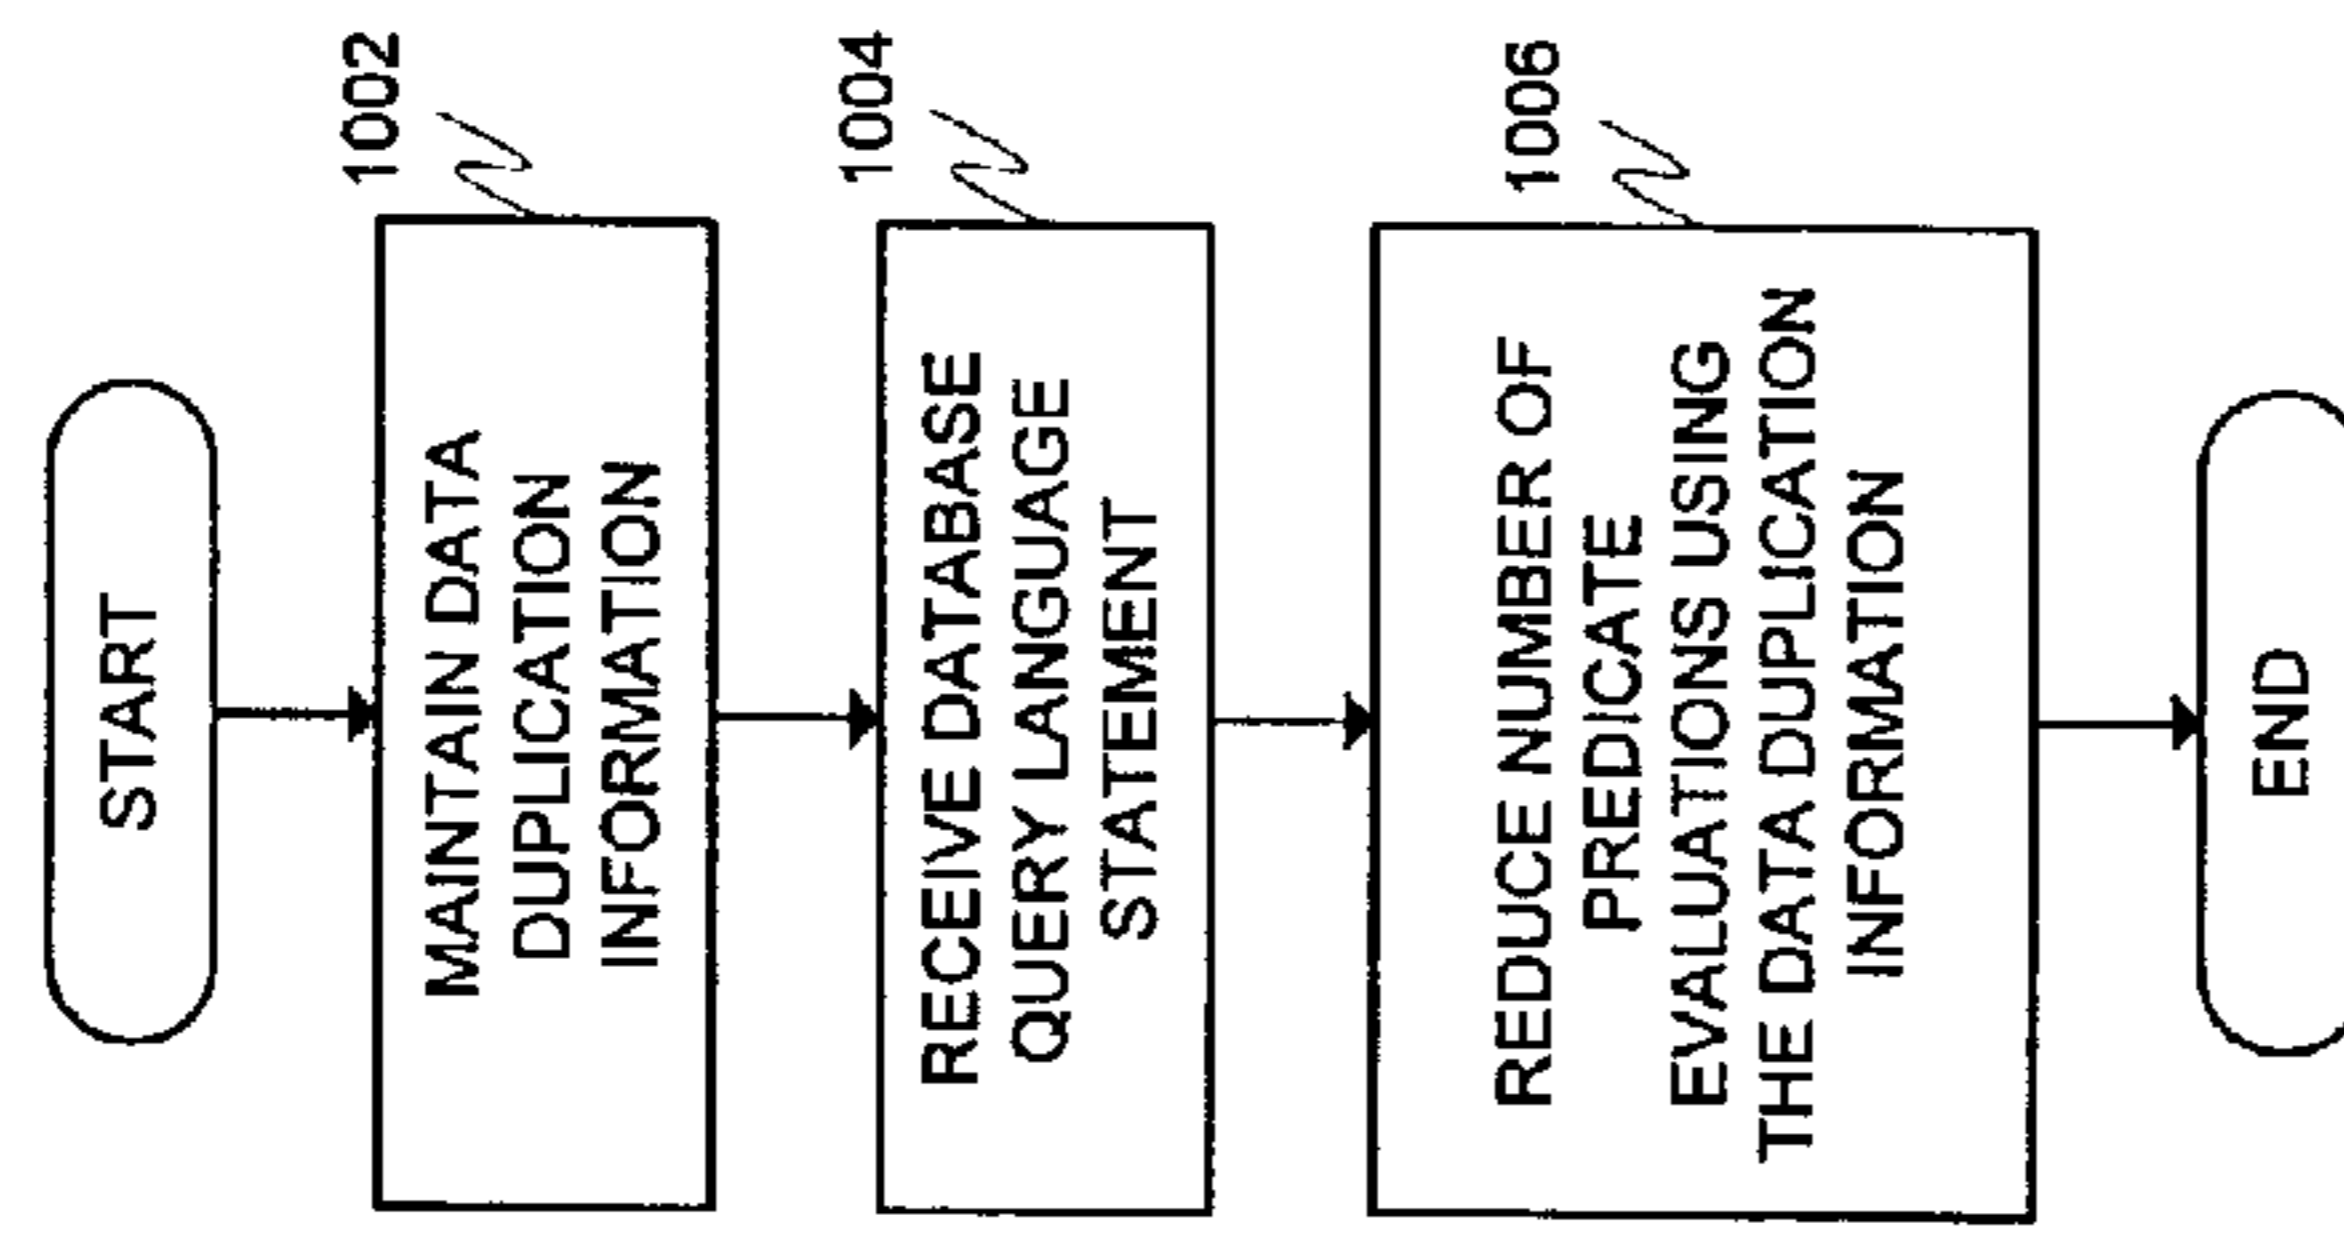 START
1002
MAINTAIN DATA
DUPLICATION
INFORMATION
1004
RECEIVE DATABASE
QUERY LANGUAGE
STATEMENT
1006
REDUCE NUMBER OF
PREDICATE
EVALUATIONS USING
THE DATA DUPLICATION
INFORMATION
END